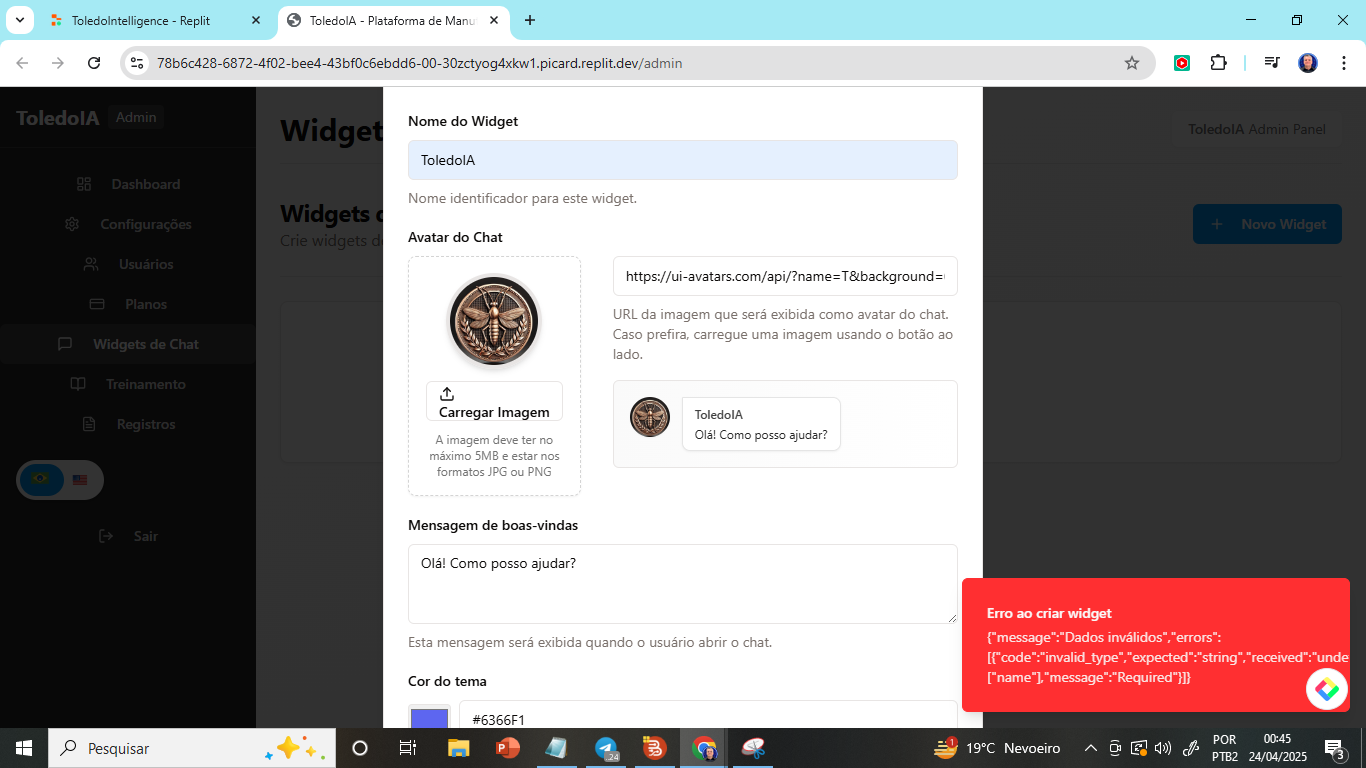 ToledoIntelligence - Replit
ToledoIA - Plataforma de Manu
78b6c428-6872-4f02-bee4-43bf0c6ebdd6-00-30zctyog4xkw1.picard.replit.dev/admin
ToledoIA Admin
Dashboard
Configurações
Usuários
Planos
Widgets de Chat
Treinamento
Registros
Sair
Widget
ToledoIA Admin Panel
Widgets d
Crie widgets de
+ Novo Widget
Nome do Widget
ToledoIA
Nome identificador para este widget.
Avatar do Chat
Carregar Imagem
A imagem deve ter no
máximo 5MB e estar nos
formatos JPG ou PNG
https://ui-avatars.com/api/?name=T&background=
URL da imagem que será exibida como avatar do chat.
Caso prefira, carregue uma imagem usando o botão ao
lado.
ToledoIA
Olá! Como posso ajudar?
Mensagem de boas-vindas
Olá! Como posso ajudar?
Esta mensagem será exibida quando o usuário abrir o chat.
Cor do tema
#6366F1
Erro ao criar widget
{"message":"Dados inválidos","errors":
[{"code":"invalid_type","expected":"string","received":"unde
["name"],"message":"Required"}]}
Pesquisar
.24
1
19°C Nevoeiro
POR
PTB2
00:45
24/04/2025
3